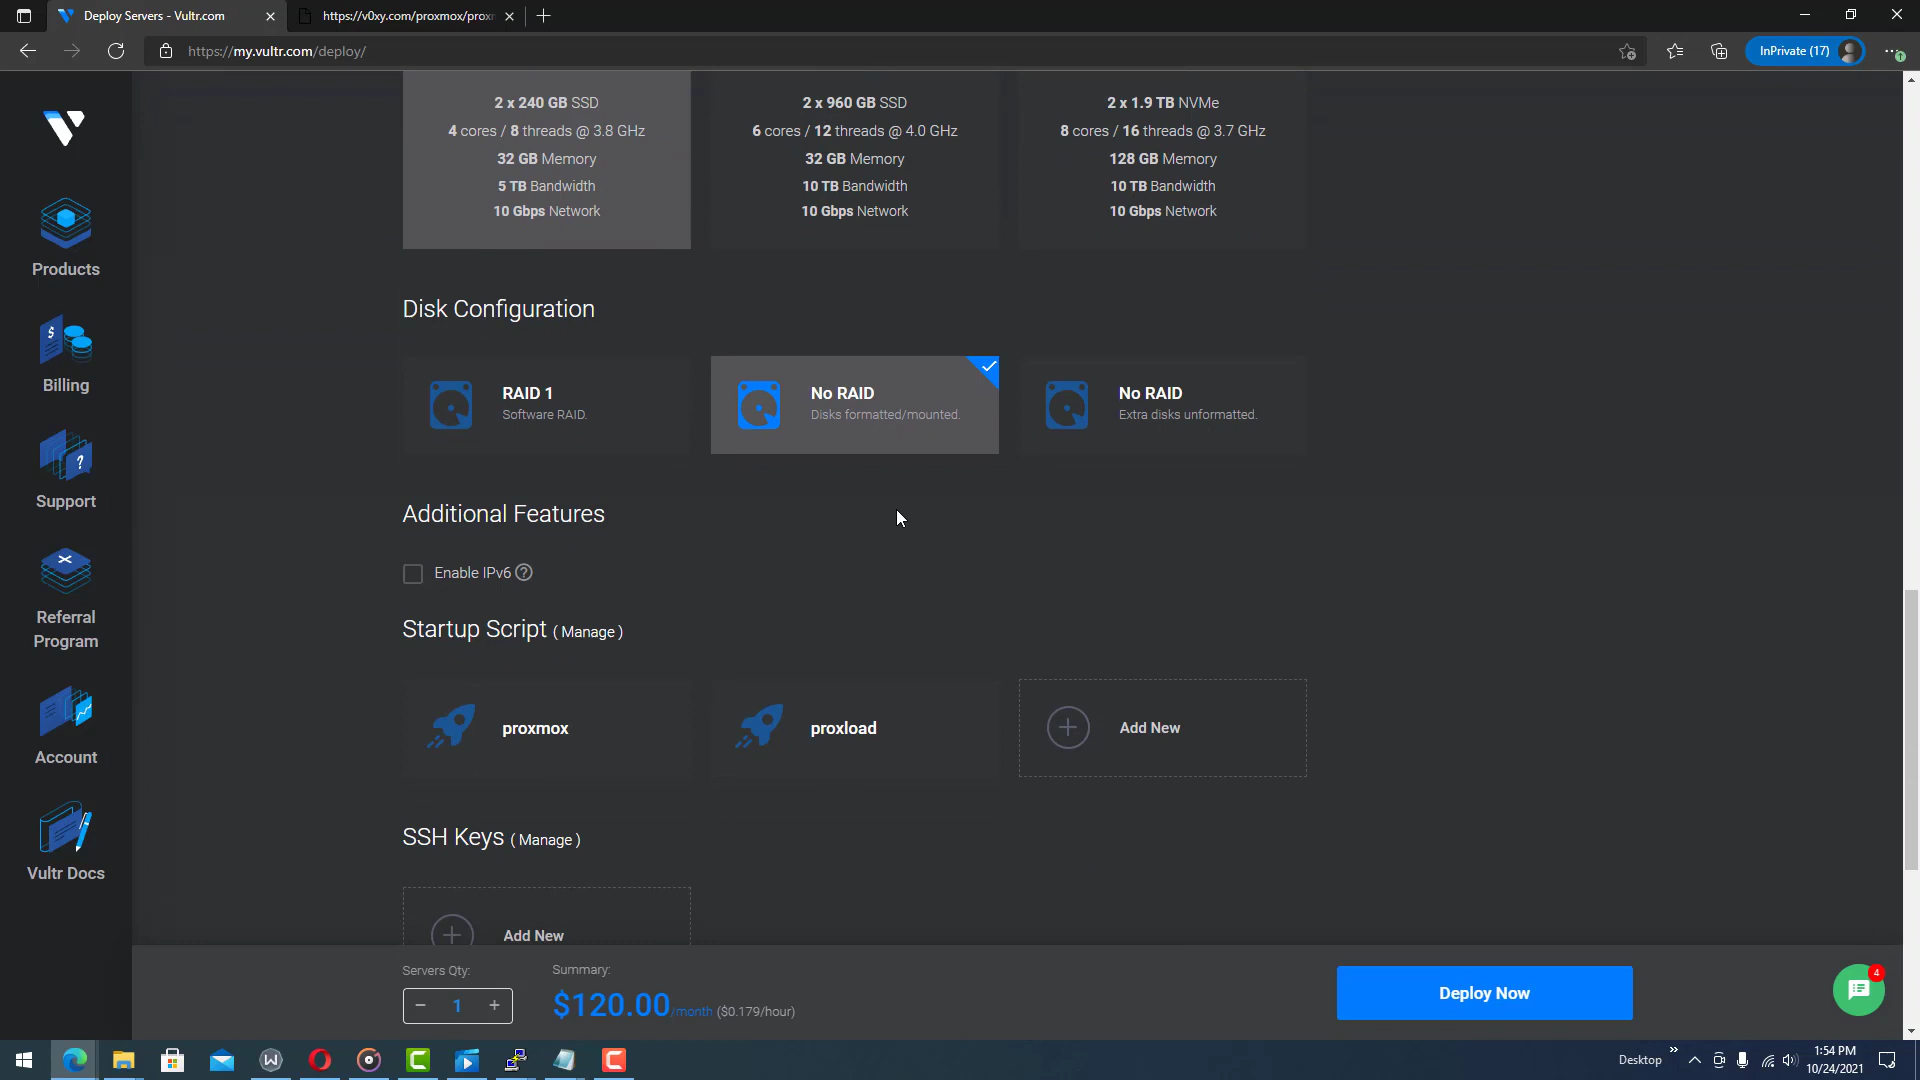 Deploy Servers - Vultr.com
https://v0xy.com/proxmox/proxm
https://my.vultr.com/deploy/
InPrivate (17)
Products
Billing
Support
Referral
Program
Account
Vultr Docs
2 x 240 GB SSD
4 cores / 8 threads @ 3.8 GHz
32 GB Memory
5 TB Bandwidth
10 Gbps Network
2 x 960 GB SSD
6 cores / 12 threads @ 4.0 GHz
32 GB Memory
10 TB Bandwidth
10 Gbps Network
2 x 1.9 TB NVMe
8 cores / 16 threads @ 3.7 GHz
128 GB Memory
10 TB Bandwidth
10 Gbps Network
Disk Configuration
RAID 1
Software RAID.
No RAID
Disks formatted/mounted.
No RAID
Extra disks unformatted.
Additional Features
Enable IPv6 ?
Startup Script ( Manage )
proxmox
proxload
Add New
SSH Keys ( Manage )
Add New
Servers Qty:
− 1 +
Summary:
$120.00/month ($0.179/hour)
Deploy Now
4
Desktop
1:54 PM
10/24/2021